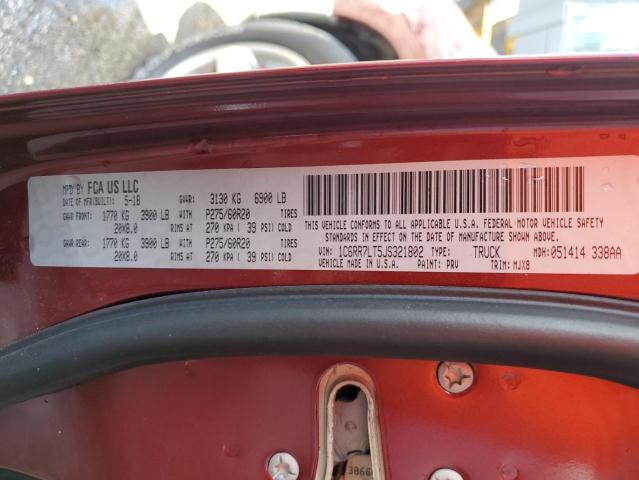 MFD BY FCA US LLC
DATE OF MFR(BUILT): 5-18 GVWR: 3130 KG 6900 LB
GAWR FRONT: 1770 KG 3900 LB WITH P275/60R20 TIRES
20X8.0 RIMS AT 270 KPA ( 39 PSI) COLD
GAWR REAR: 1770 KG 3900 LB WITH P275/60R20 TIRES
20X8.0 RIMS AT 270 KPA ( 39 PSI) COLD
THIS VEHICLE CONFORMS TO ALL APPLICABLE U.S.A. FEDERAL MOTOR VEHICLE SAFETY
STANDARDS IN EFFECT ON THE DATE OF MANUFACTURE SHOWN ABOVE.
VIN: 1C6RR7LT5JS321802 TYPE: TRUCK MDH:051414 338AA
VEHICLE MADE IN U.S.A. PAINT: PRV TRIM: MJX8